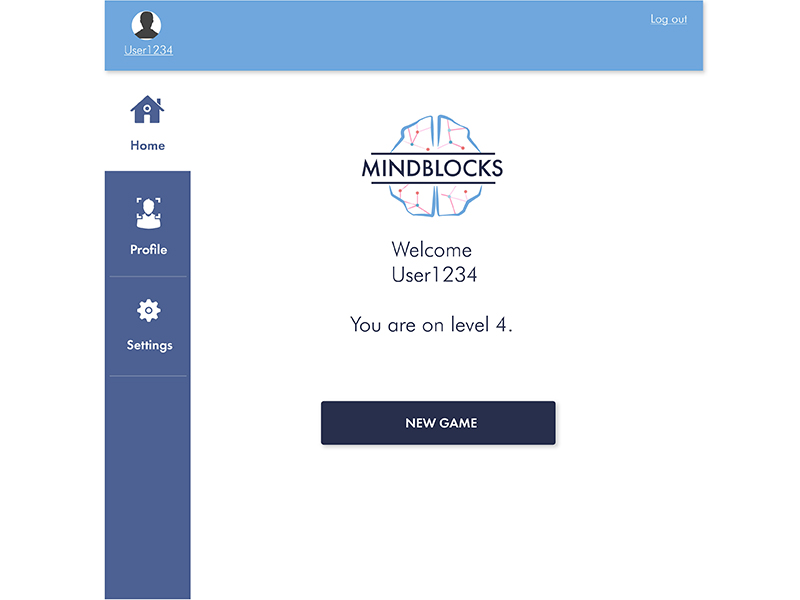 User1234
Log out
Home
Profile
Settings
MINDBLOCKS
Welcome
User1234
You are on level 4.
NEW GAME